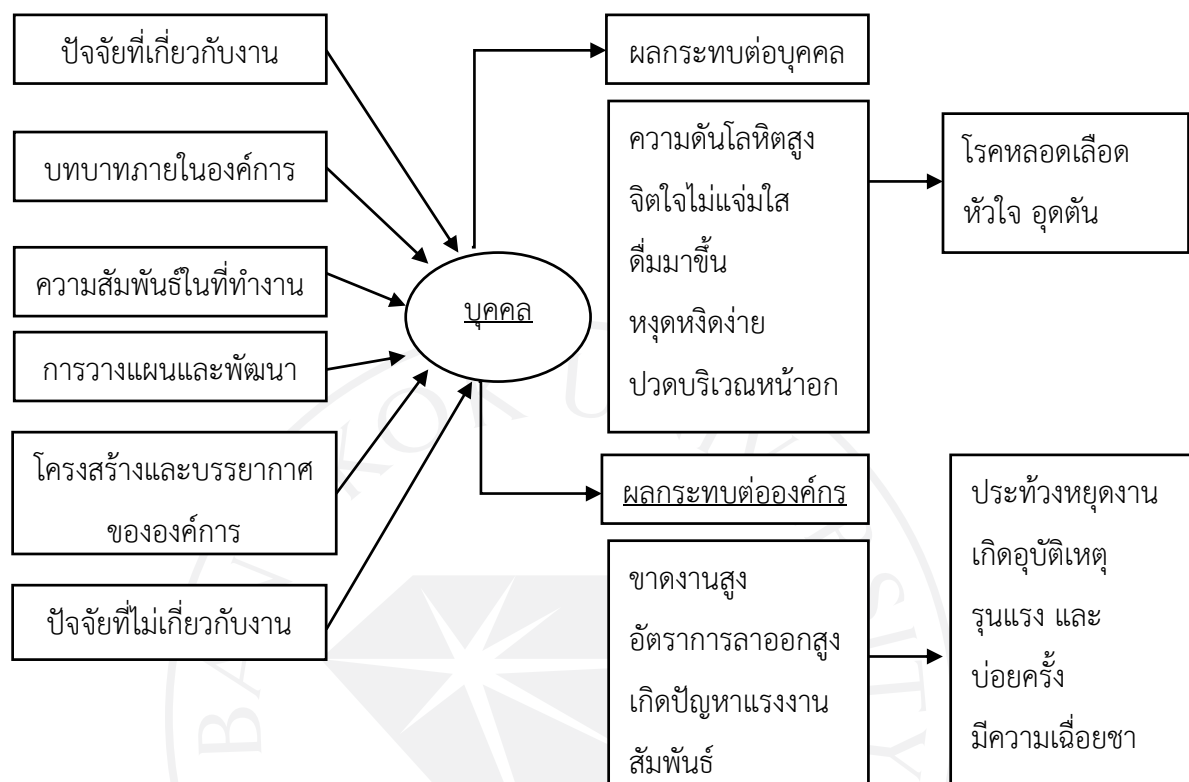 ปัจจัยที่เกี่ยวกับงาน
บทบาทภายในองค์การ
ความสัมพันธ์ในที่ทำงาน
การวางแผนและพัฒนา
โครงสร้างและบรรยากาศ
ขององค์การ
ปัจจัยที่ไม่เกี่ยวกับงาน
บุคคล
ผลกระทบต่อบุคคล
ความดันโลหิตสูง
จิตใจไม่แจ่มใส
ดื่มมาขึ้น
หงุดหงิดง่าย
ปวดบริเวณหน้าอก
โรคหลอดเลือด
หัวใจ อุดตัน
ผลกระทบต่อองค์กร
ขาดงานสูง
อัตราการลาออกสูง
เกิดปัญหาแรงงาน
สัมพันธ์
ประท้วงหยุดงาน
เกิดอุบัติเหตุ
รุนแรง และ
บ่อยครั้ง
มีความเฉื่อยชา